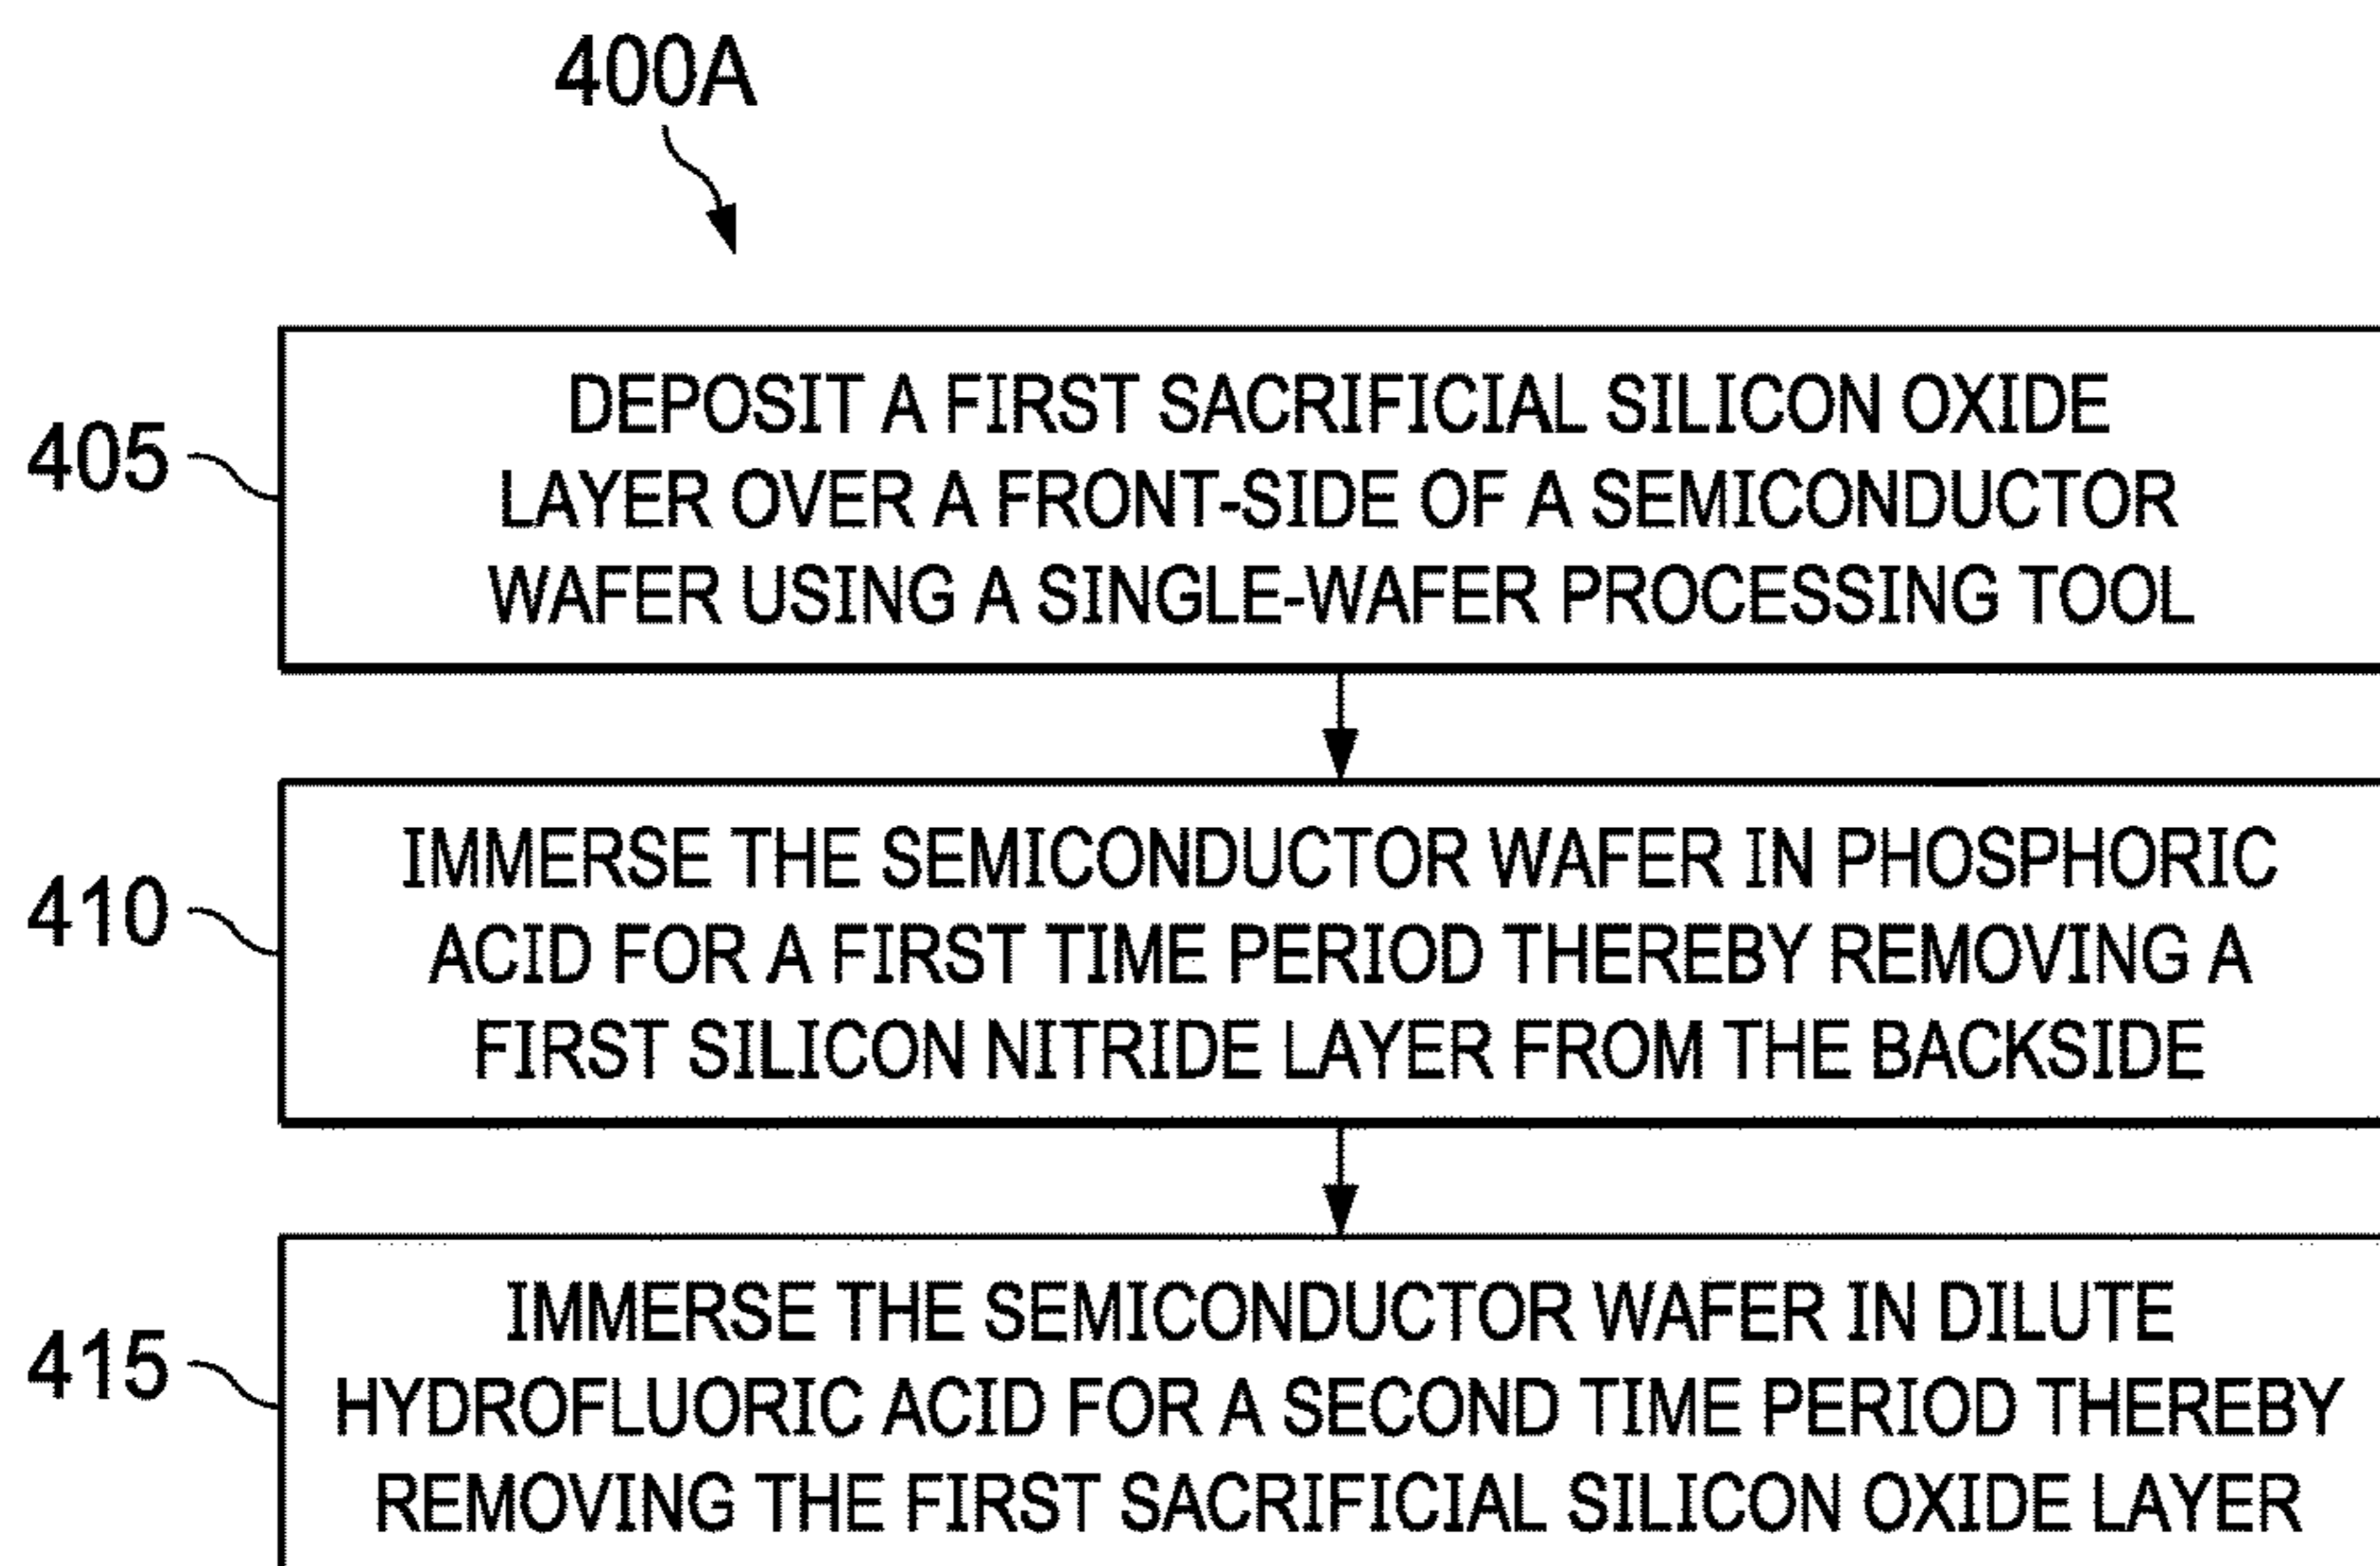 400A
405
DEPOSIT A FIRST SACRIFICIAL SILICON OXIDE
LAYER OVER A FRONT-SIDE OF A SEMICONDUCTOR
WAFER USING A SINGLE-WAFER PROCESSING TOOL
410
IMMERSE THE SEMICONDUCTOR WAFER IN PHOSPHORIC
ACID FOR A FIRST TIME PERIOD THEREBY REMOVING A
FIRST SILICON NITRIDE LAYER FROM THE BACKSIDE
415
IMMERSE THE SEMICONDUCTOR WAFER IN DILUTE
HYDROFLUORIC ACID FOR A SECOND TIME PERIOD THEREBY
REMOVING THE FIRST SACRIFICIAL SILICON OXIDE LAYER